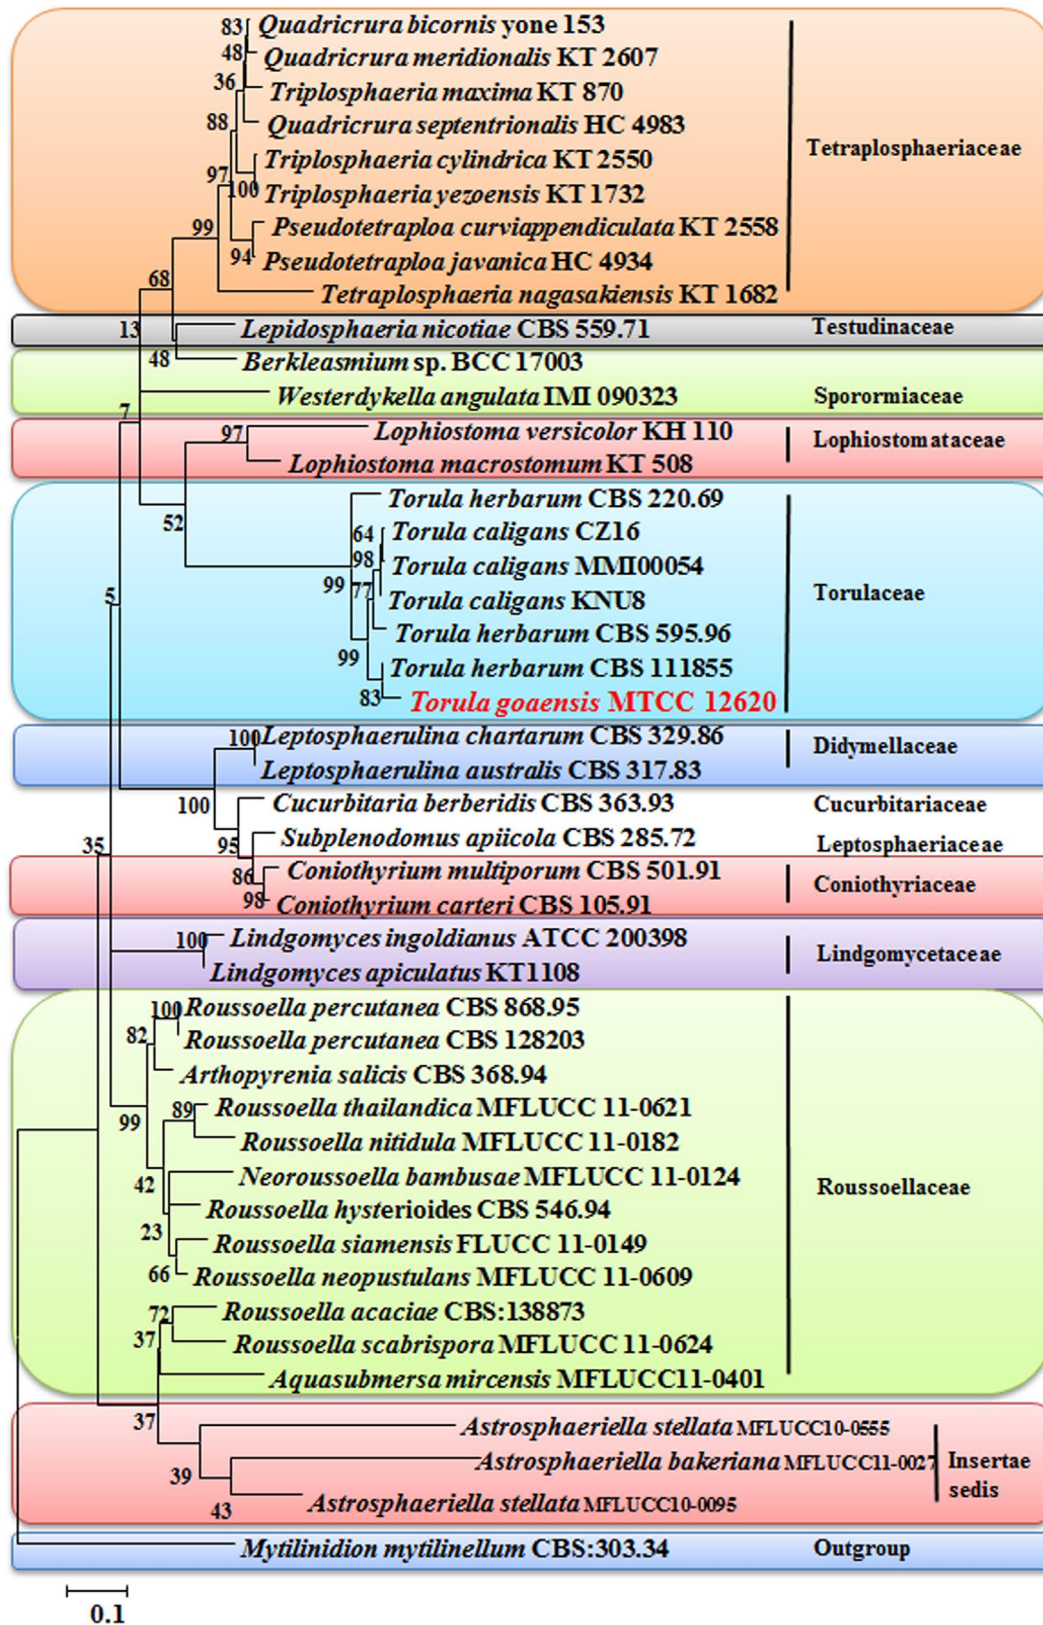 83 Quadricrura bicornis yone 153
48 Quadricrura meridionalis KT 2607
36 Triplosphaeria maxima KT 870
88 Quadricrura septentrionalis HC 4983
Tetraplosphaeriaceae
Triplosphaeria cylindrica KT 2550
97
100 Triplosphaeria yezoensis KT 1732
99 Pseudotetraploa curviappendiculata KT 2558
94 Pseudotetraploa javanica HC 4934
68
Tetraplosphaeria nagasakiensis KT 1682
13 Lepidosphaeria nicotiae CBS 559.71 Testudinaceae
48 Berkleasmium sp. BCC 17003
Westerdykella angulata IMI 090323 Sporormiaceae
7
97 Lophiostoma versicolor KH 110 Lophiostomataceae
Lophiostoma macrostomum KT 508
Torula herbarum CBS 220.69
52
64 Torula caligans CZ16
98 Torula caligans MMI00054
99 77
Torulaceae
5 Torula caligans KNU8
Torula herbarum CBS 595.96
99 Torula herbarum CBS 111855
83 Torula goaensis MTCC 12620
100 Leptosphaerulina chartarum CBS 329.86 Didymellaceae
Leptosphaerulina australis CBS 317.83
100 Cucurbitaria berberidis CBS 363.93 Cucurbitariaceae
35 95 Subplenodomus apiicola CBS 285.72 Leptosphaeriaceae
86 Coniothyrium multiporum CBS 501.91 Coniothyriaceae
98 Coniothyrium carteri CBS 105.91
100 Lindgomyces ingoldianus ATCC 200398 Lindgomycetaceae
Lindgomyces apiculatus KT1108
100 Roussoella percutanea CBS 868.95
82 Roussoella percutanea CBS 128203
Arthopyrenia salicis CBS 368.94
99 89 Roussoella thailandica MFLUCC 11-0621
Roussoella nitidula MFLUCC 11-0182
42 Neoroussoella bambusae MFLUCC 11-0124 Roussoellaceae
Roussoella hysterioides CBS 546.94
23
Roussoella siamensis FLUCC 11-0149
66 Roussoella neopustulans MFLUCC 11-0609
72 Roussoella acaciae CBS:138873
37 Roussoella scabrispora MFLUCC 11-0624
Aquasubmersa mircensis MFLUCC11-0401
37 Astrosphaeriella stellata MFLUCC10-0555
39 Astrosphaeriella bakeriana MFLUCC11-0027 Insertae
sedis
43 Astrosphaeriella stellata MFLUCC10-0095
Mytilinidion mytilinellum CBS:303.34 Outgroup
0.1